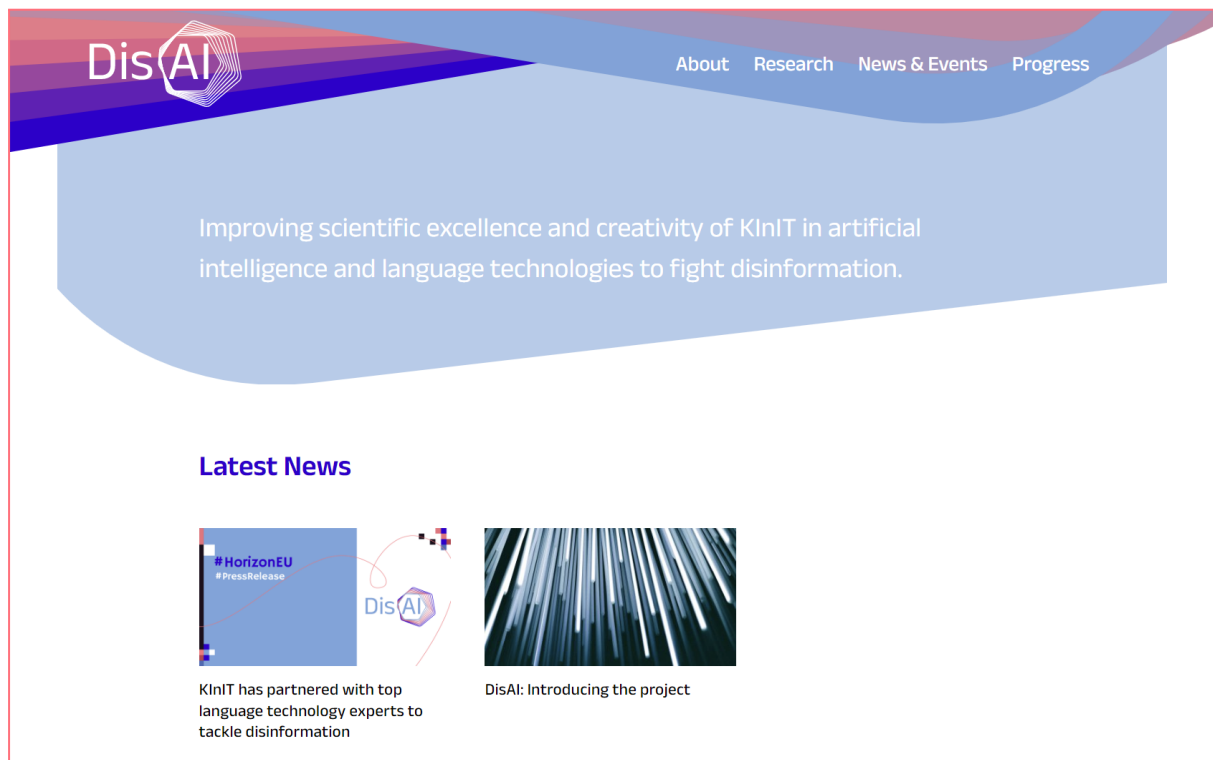 DisAI
About Research News & Events Progress
Improving scientific excellence and creativity of KInIT in artificial
intelligence and language technologies to fight disinformation.
Latest News
#HorizonEU
#PressRelease
DisAI
KInIT has partnered with top
language technology experts to
tackle disinformation
DisAI: Introducing the project